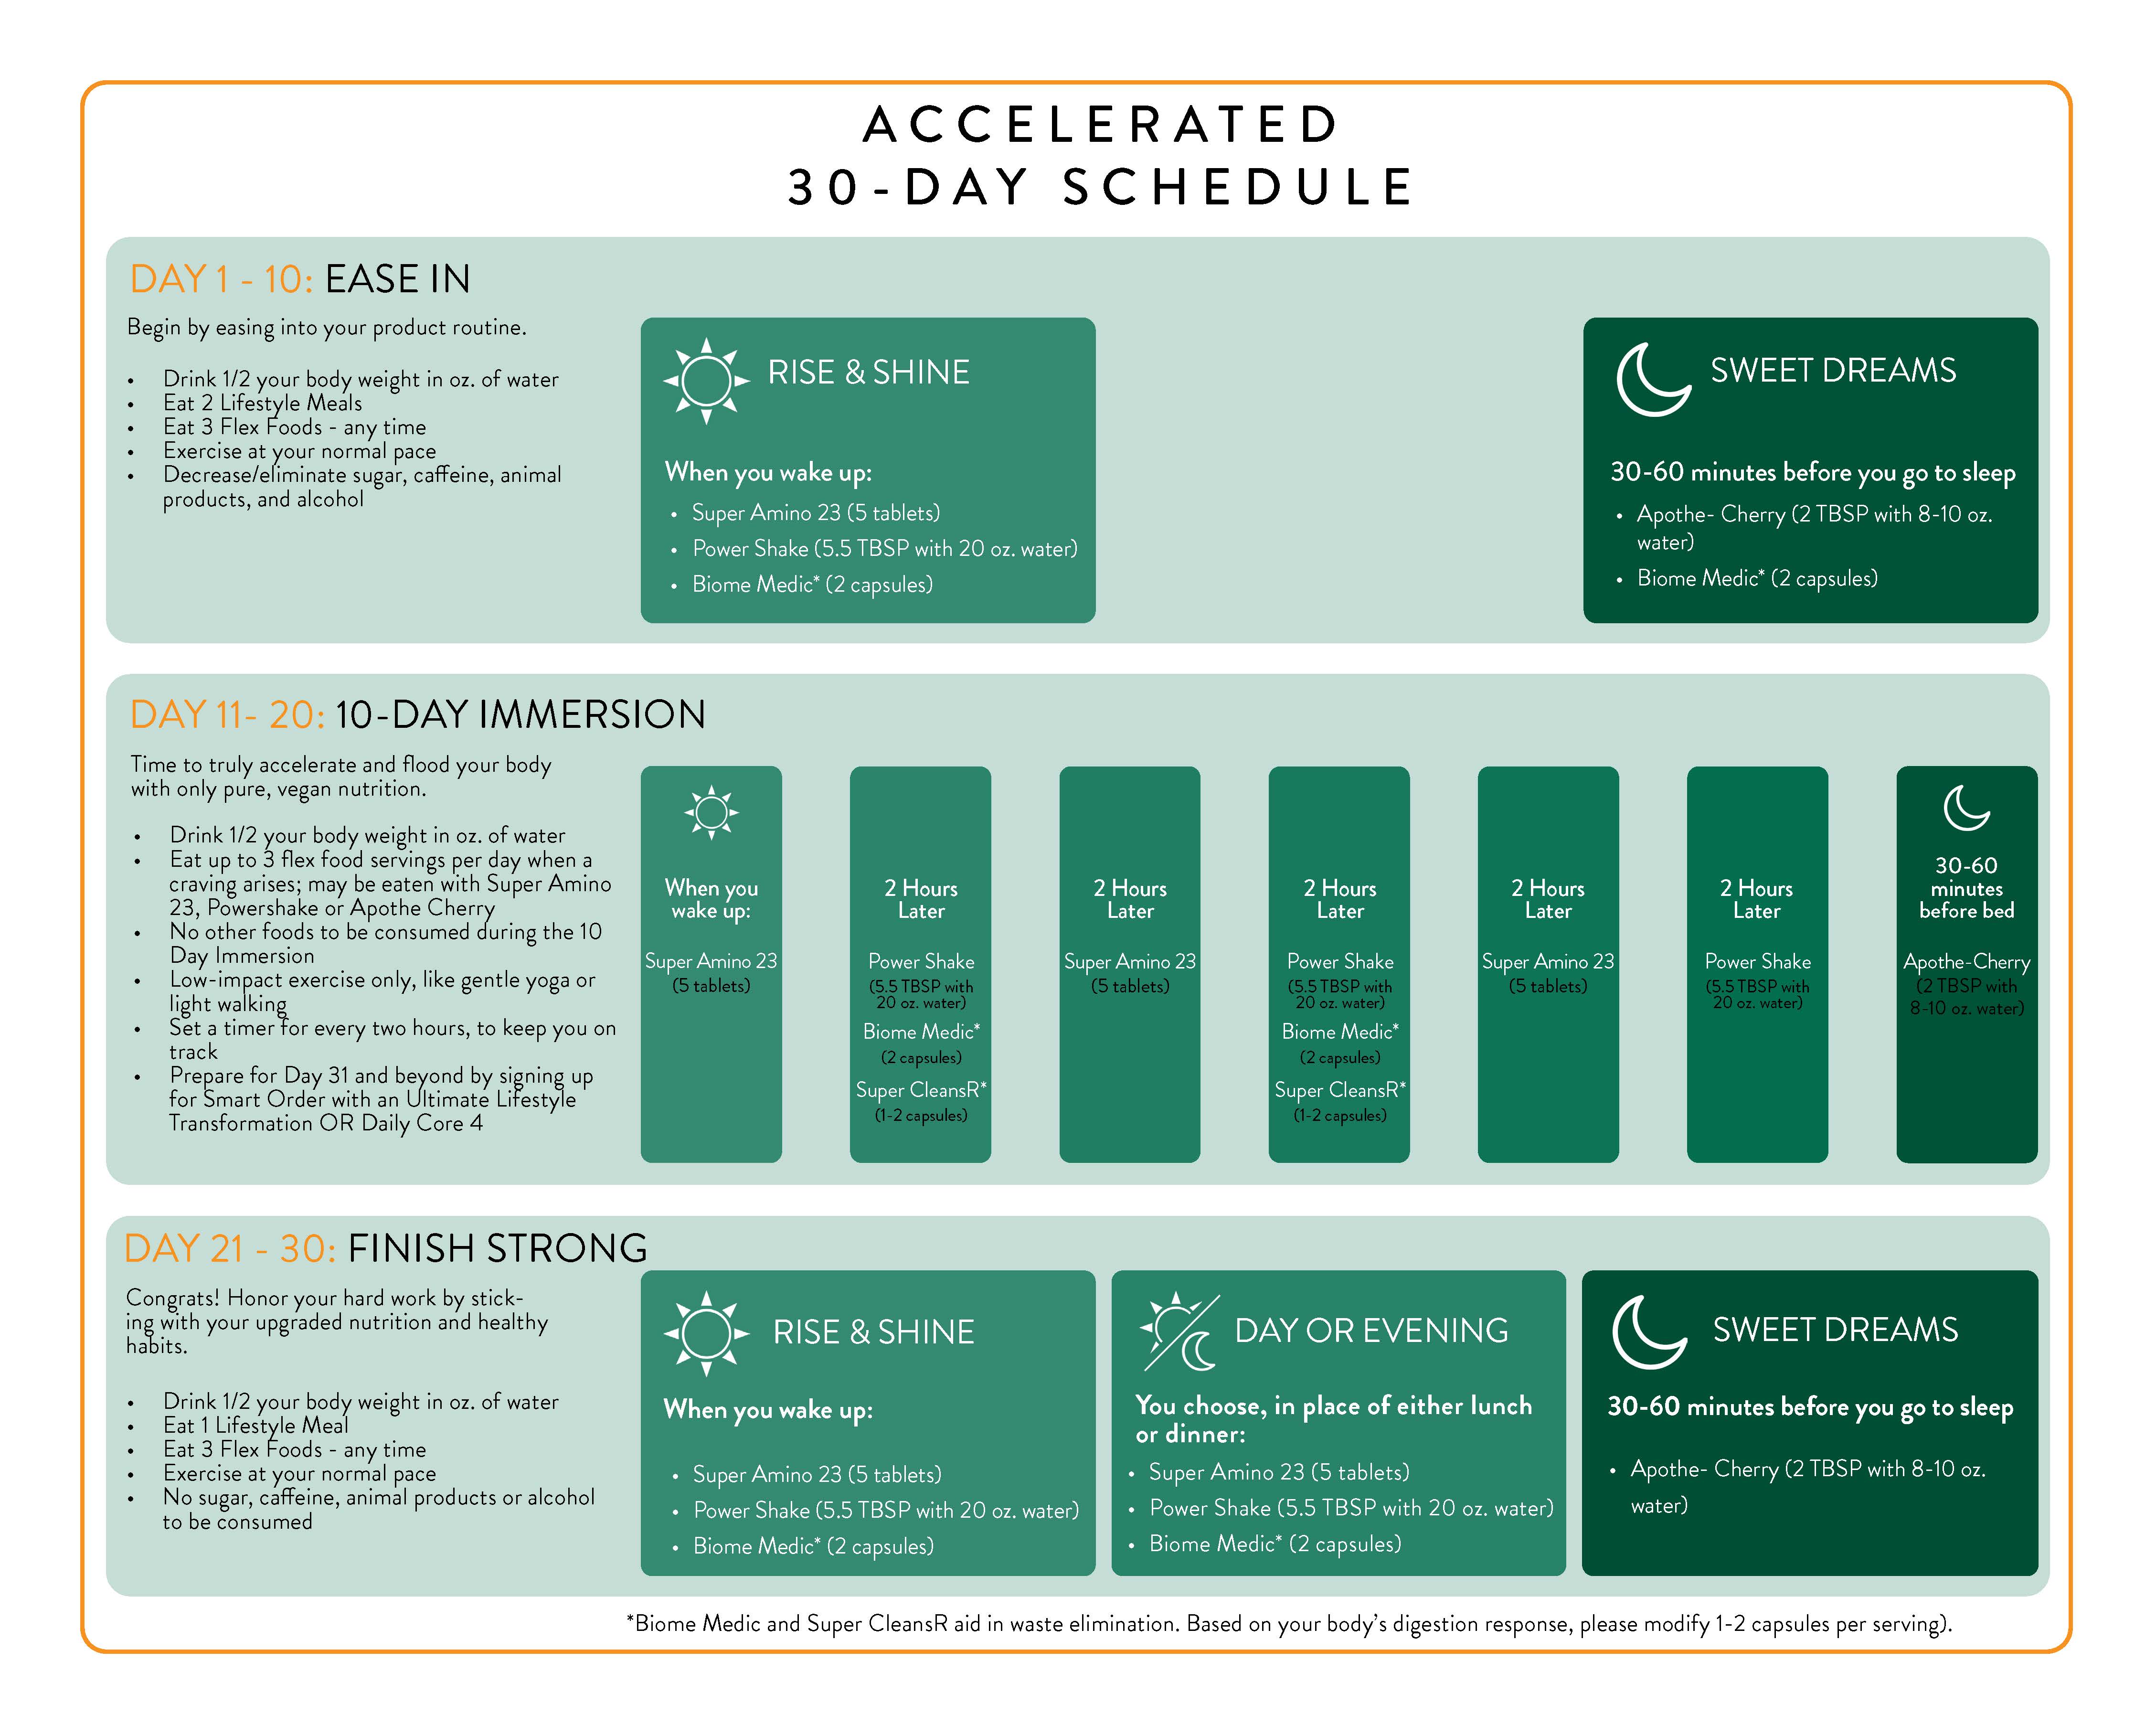 ACCELERATED
30-DAY SCHEDULE
DAY 1 - 10: EASE IN
Begin by easing into your product routine.
• Drink 1/2 your body weight in oz. of water
• Eat 2 Lifestyle Meals
• Eat 3 Flex Foods - any time
• Exercise at your normal pace
• Decrease/eliminate sugar, caffeine, animal
products, and alcohol
RISE & SHINE
When you wake up:
• Super Amino 23 (5 tablets)
• Power Shake (5.5 TBSP with 20 oz. water)
• Biome Medic* (2 capsules)
SWEET DREAMS
30-60 minutes before you go to sleep
• Apothe- Cherry (2 TBSP with 8-10 oz.
water)
• Biome Medic* (2 capsules)
DAY 11- 20: 10-DAY IMMERSION
Time to truly accelerate and flood your body
with only pure, vegan nutrition.
• Drink 1/2 your body weight in oz. of water
• Eat up to 3 flex food servings per day when a
craving arises; may be eaten with Super Amino
23, Powershake or Apothe Cherry
• No other foods to be consumed during the 10
Day Immersion
• Low-impact exercise only, like gentle yoga or
light walking
• Set a timer for every two hours, to keep you on
track
• Prepare for Day 31 and beyond by signing up
for Smart Order with an Ultimate Lifestyle
Transformation OR Daily Core 4
When you
wake up:
Super Amino 23
(5 tablets)
2 Hours
Later
Power Shake
(5.5 TBSP with
20 oz. water)
Biome Medic*
(2 capsules)
Super CleansR*
(1-2 capsules)
2 Hours
Later
Super Amino 23
(5 tablets)
2 Hours
Later
Power Shake
(5.5 TBSP with
20 oz. water)
Biome Medic*
(2 capsules)
Super CleansR*
(1-2 capsules)
2 Hours
Later
Super Amino 23
(5 tablets)
2 Hours
Later
Power Shake
(5.5 TBSP with
20 oz. water)
30-60
minutes
before bed
Apothe-Cherry
(2 TBSP with
8-10 oz. water)
DAY 21 - 30: FINISH STRONG
Congrats! Honor your hard work by stick-
ing with your upgraded nutrition and healthy
habits.
• Drink 1/2 your body weight in oz. of water
• Eat 1 Lifestyle Meal
• Eat 3 Flex Foods - any time
• Exercise at your normal pace
• No sugar, caffeine, animal products or alcohol
to be consumed
RISE & SHINE
When you wake up:
• Super Amino 23 (5 tablets)
• Power Shake (5.5 TBSP with 20 oz. water)
• Biome Medic* (2 capsules)
DAY OR EVENING
You choose, in place of either lunch
or dinner:
• Super Amino 23 (5 tablets)
• Power Shake (5.5 TBSP with 20 oz. water)
• Biome Medic* (2 capsules)
SWEET DREAMS
30-60 minutes before you go to sleep
• Apothe- Cherry (2 TBSP with 8-10 oz.
water)
*Biome Medic and Super CleansR aid in waste elimination. Based on your body's digestion response, please modify 1-2 capsules per serving).